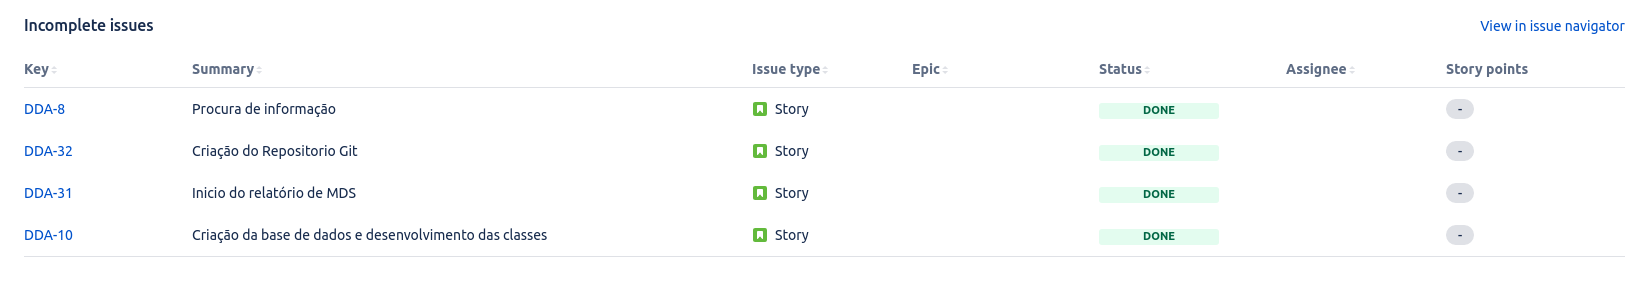 Incomplete issues View in issue navigator
Key Summary Issue type Epic Status Assignee Story points
DDA-8 Procura de informação Story DONE -
DDA-32 Criação do Repositorio Git Story DONE -
DDA-31 Inicio do relatório de MDS Story DONE -
DDA-10 Criação da base de dados e desenvolvimento das classes Story DONE -